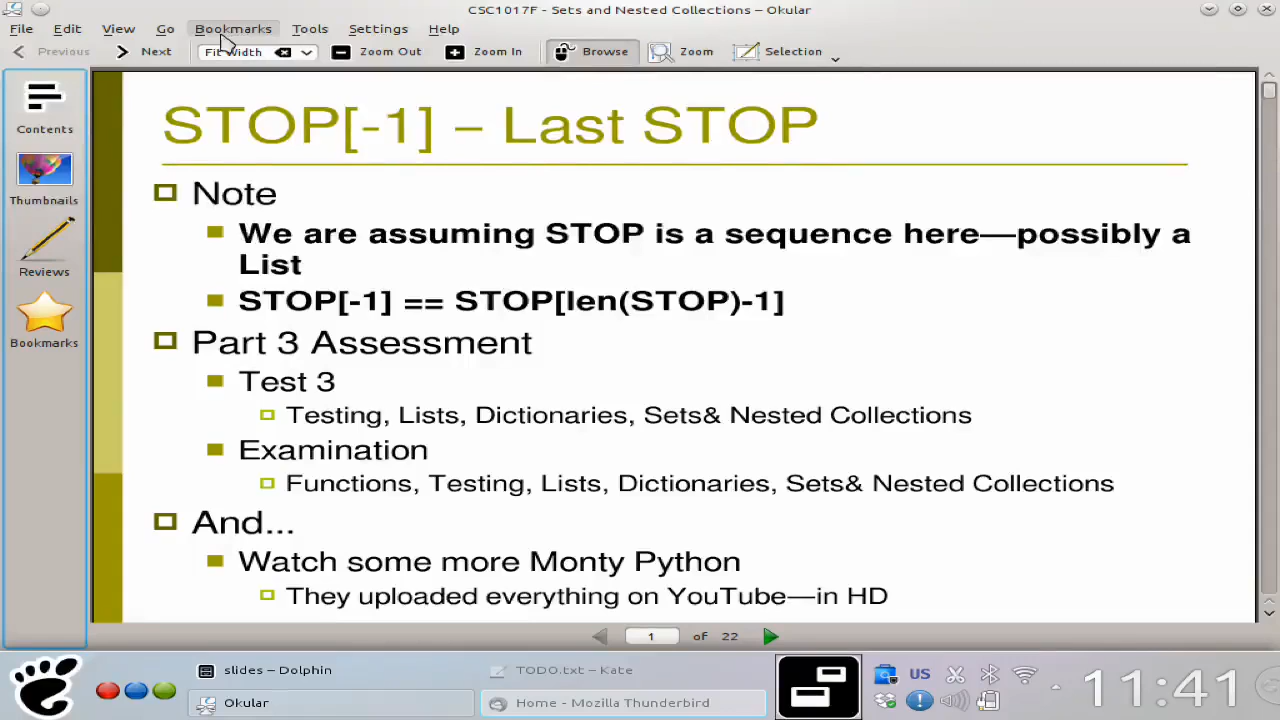 CSC1017F - Sets and Nested Collections – Okular
File Edit View Go Bookmarks Tools Settings Help
Previous Next Fit Width Zoom Out Zoom In Browse Zoom Selection
Contents
Thumbnails
Reviews
Bookmarks
STOP[-1] – Last STOP
Note
We are assuming STOP is a sequence here—possibly a
List
STOP[-1] == STOP[len(STOP)-1]
Part 3 Assessment
Test 3
Testing, Lists, Dictionaries, Sets& Nested Collections
Examination
Functions, Testing, Lists, Dictionaries, Sets& Nested Collections
And...
Watch some more Monty Python
They uploaded everything on YouTube—in HD
1 of 22
slides – Dolphin
TODO.txt – Kate
Okular
Home - Mozilla Thunderbird
US
11:41